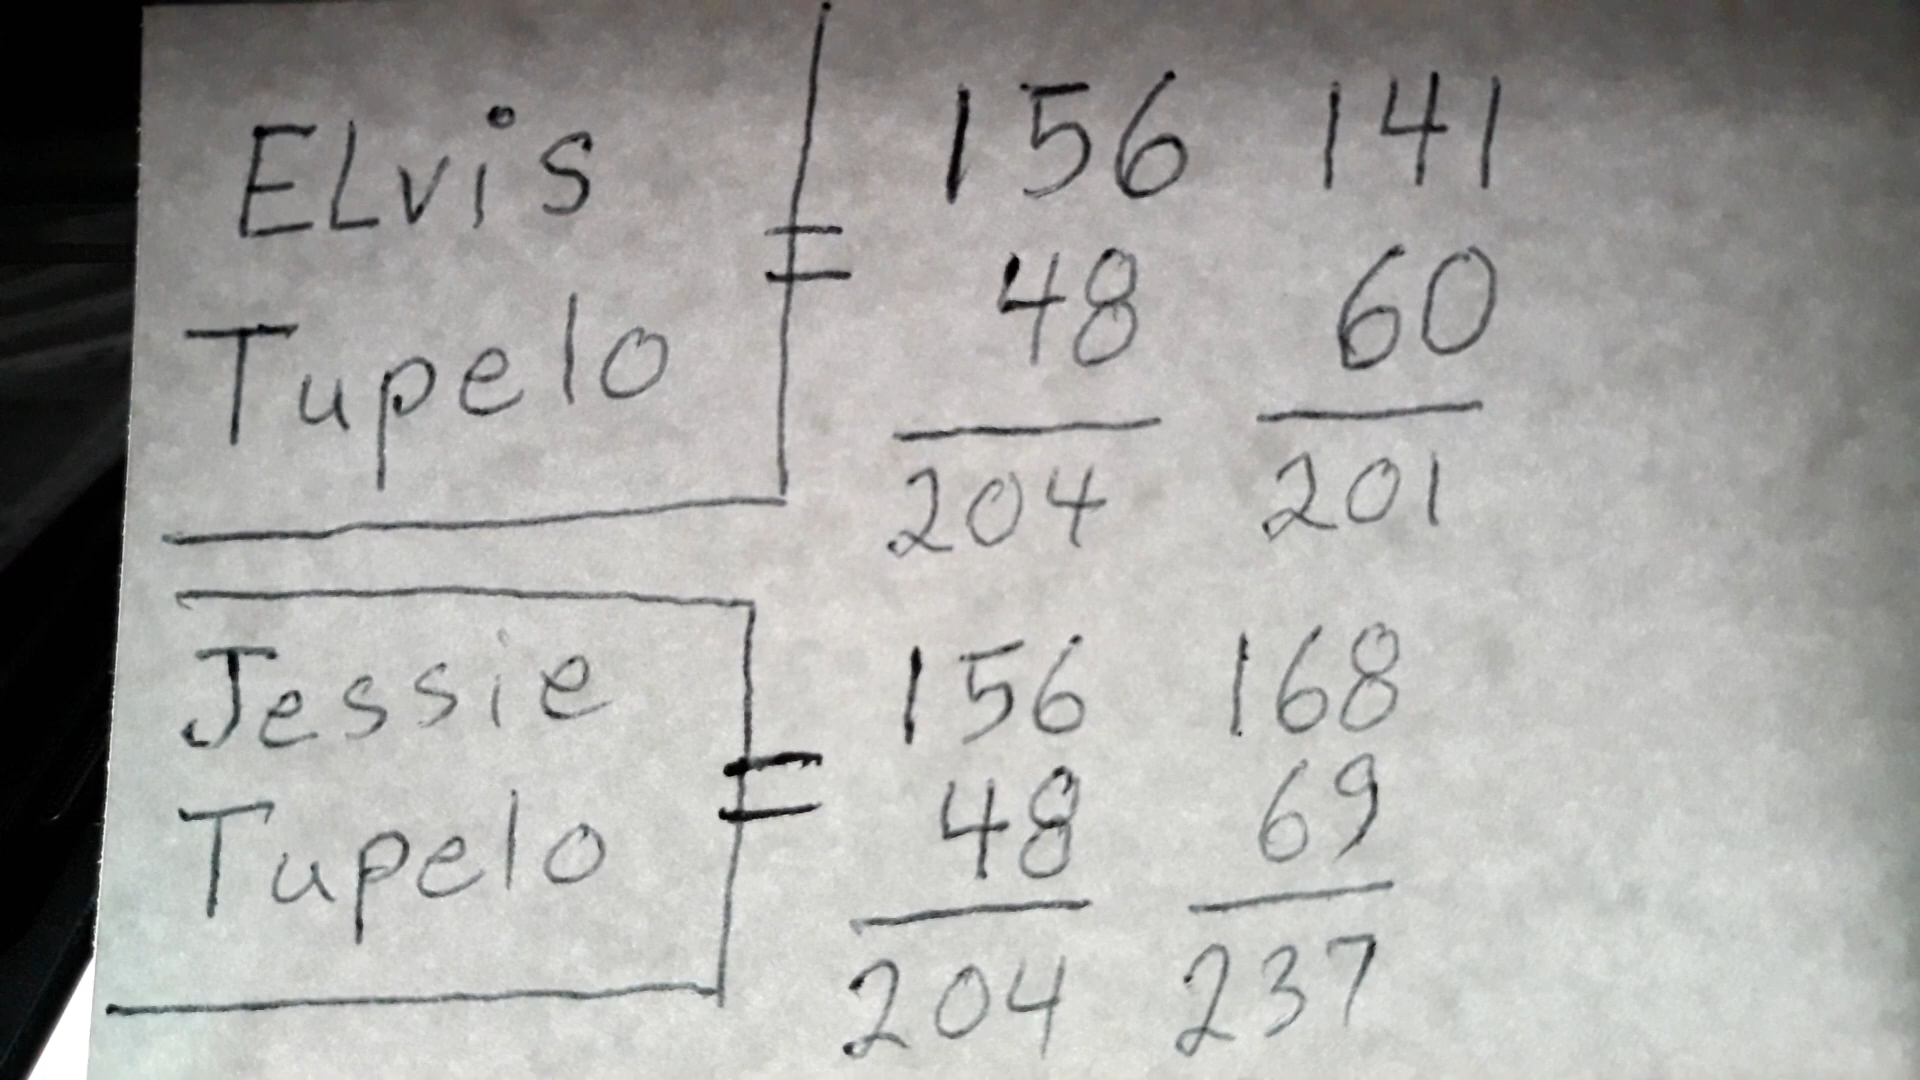 ELvis
Tupelo
=
156 141
48 60
204 201
Jessie
Tupelo
=
156 168
48 69
204 237